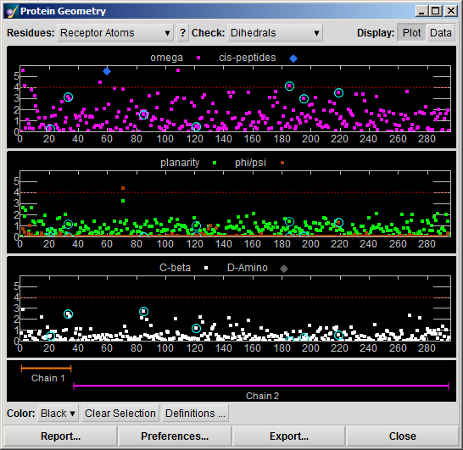 Protein Geometry
Residues: Receptor Atoms ? Check: Dihedrals Display: Plot Data
omega cis-peptides
5
4
3
2
1
0
0 20 40 60 80 100 120 140 160 180 200 220 240 260 280
planarity phi/psi
5
4
3
2
1
0
0 20 40 60 80 100 120 140 160 180 200 220 240 260 280
C-beta D-Amino
5
4
3
2
1
0
0 20 40 60 80 100 120 140 160 180 200 220 240 260 280
Chain 1
Chain 2
Color: Black Clear Selection Definitions ...
Report... Preferences... Export... Close